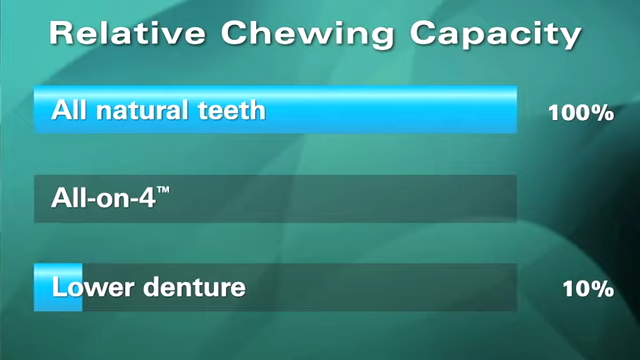 Relative Chewing Capacity
All natural teeth 100%
All-on-4™
Lower denture 10%